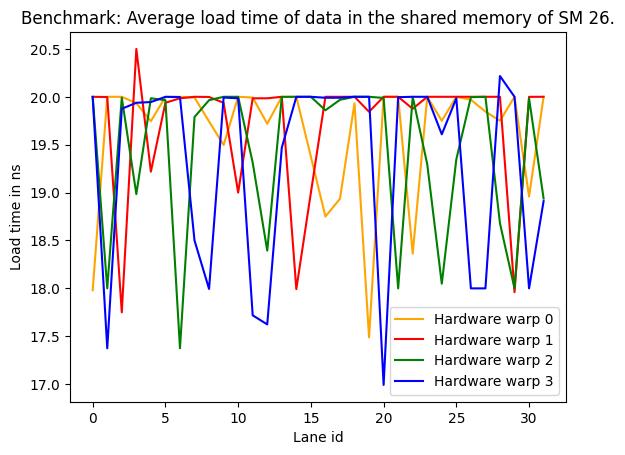 Benchmark: Average load time of data in the shared memory of SM 26.
20.5
20.0
19.5
19.0
18.5
18.0
17.5
17.0
Load time in ns
Hardware warp 0
Hardware warp 1
Hardware warp 2
Hardware warp 3
0 5 10 15 20 25 30
Lane id